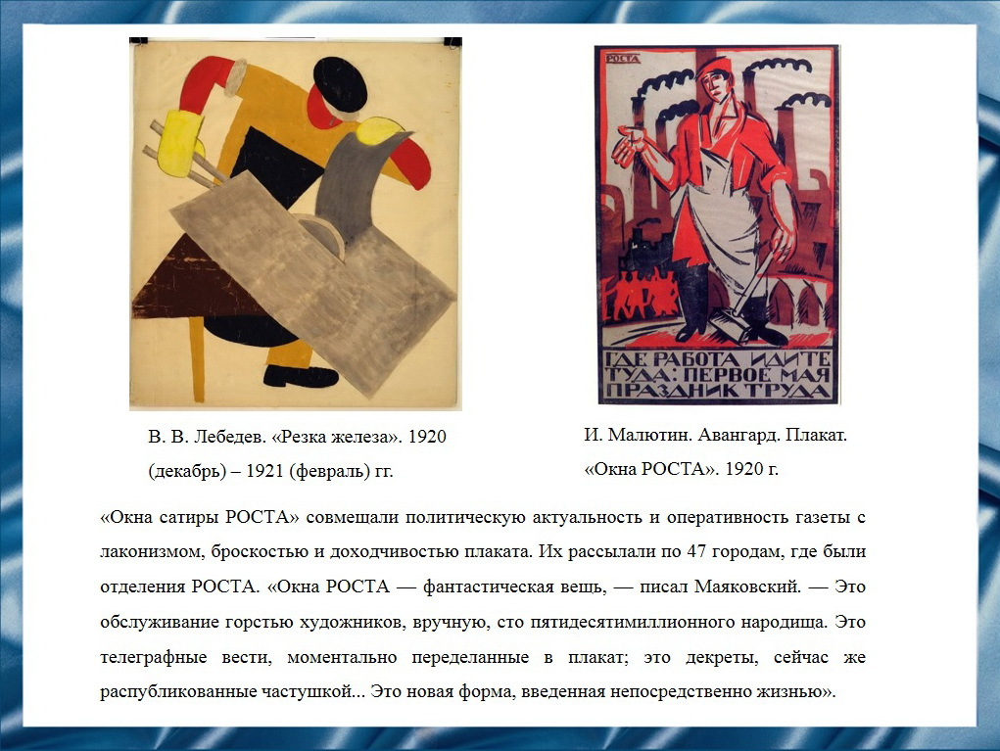 РОСТА
ГДЕ РАБОТА ИДИТЕ
ТУДА: ПЕРВОЕ МАЯ
ПРАЗДНИК ТРУДА
В. В. Лебедев. «Резка железа». 1920
(декабрь) – 1921 (февраль) гг.
И. Малютин. Авангард. Плакат.
«Окна РОСТА». 1920 г.
«Окна сатиры РОСТА» совмещали политическую актуальность и оперативность газеты с
лаконизмом, броскостью и доходчивостью плаката. Их рассылали по 47 городам, где были
отделения РОСТА. «Окна РОСТА — фантастическая вещь, — писал Маяковский. — Это
обслуживание горстью художников, вручную, сто пятидесятимиллионного народища. Это
телеграфные вести, моментально переделанные в плакат; это декреты, сейчас же
распубликованные частушкой... Это новая форма, введенная непосредственно жизнью».